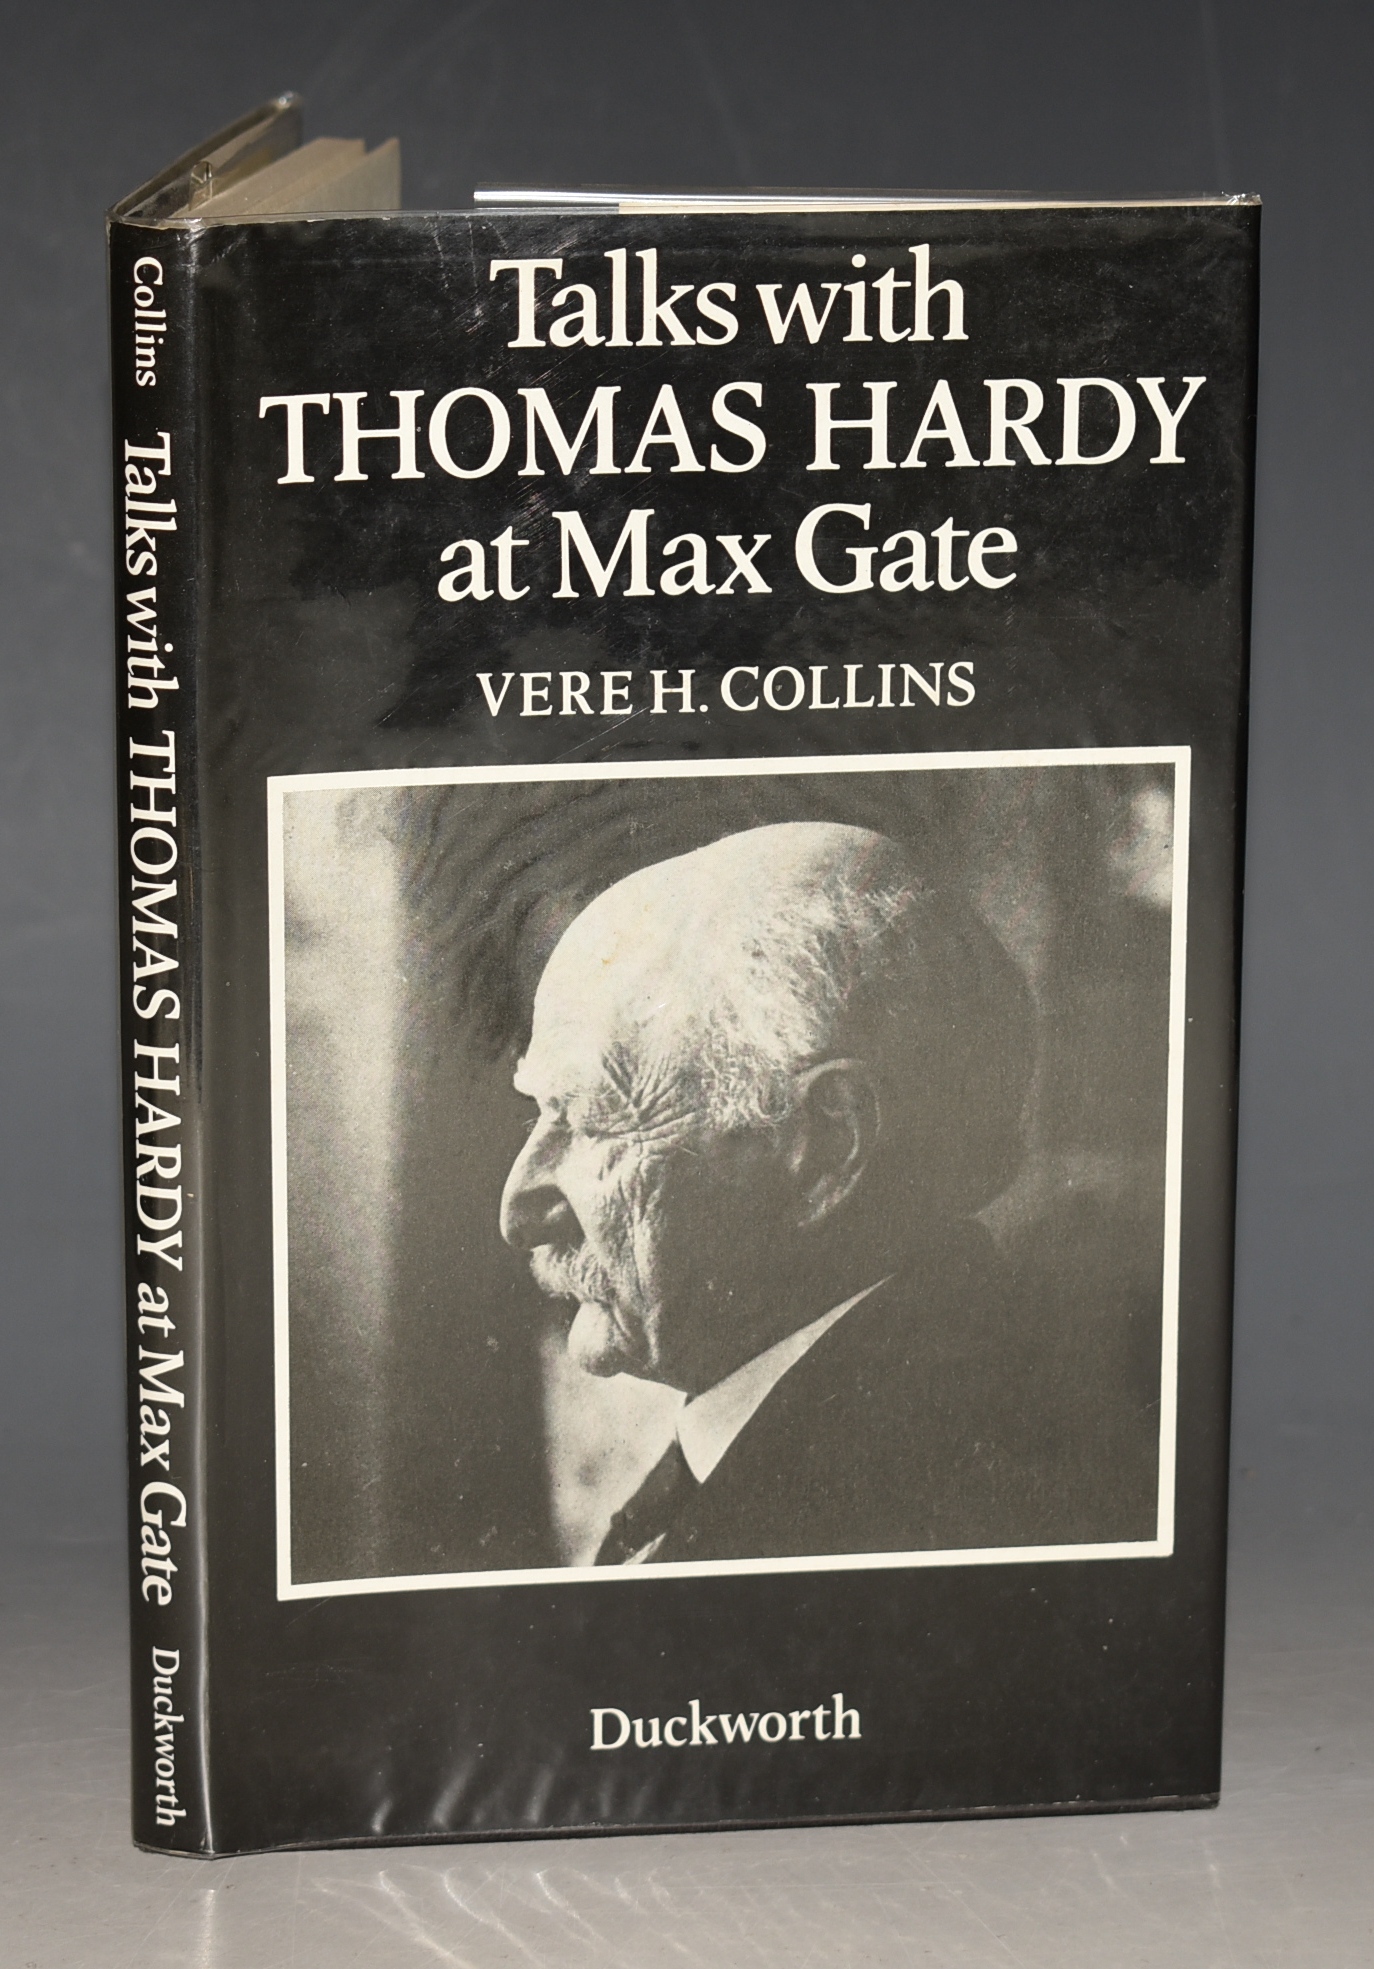 Talks with
THOMAS HARDY
at Max Gate
VERE H. COLLINS
Duckworth
Collins Talks with THOMAS HARDY at Max Gate Duckworth